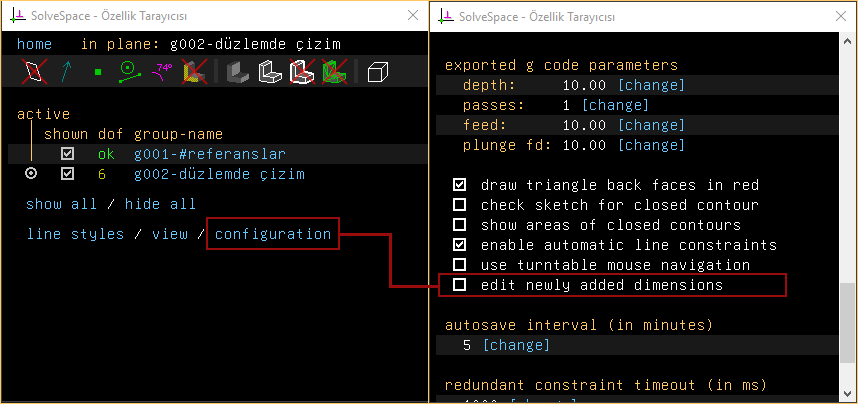 SolveSpace - Özellik Tarayıcısı
home in plane: g002-düzlemde çizim
74°
active
shown dof group-name
ok g001-#referanslar
6 g002-düzlemde çizim
show all / hide all
line styles / view / configuration
SolveSpace - Özellik Tarayıcısı
exported g code parameters
depth: 10.00 [change]
passes: 1 [change]
feed: 10.00 [change]
plunge fd: 10.00 [change]
draw triangle back faces in red
check sketch for closed contour
show areas of closed contours
enable automatic line constraints
use turntable mouse navigation
edit newly added dimensions
autosave interval (in minutes)
5 [change]
redundant constraint timeout (in ms)
1000 [change]